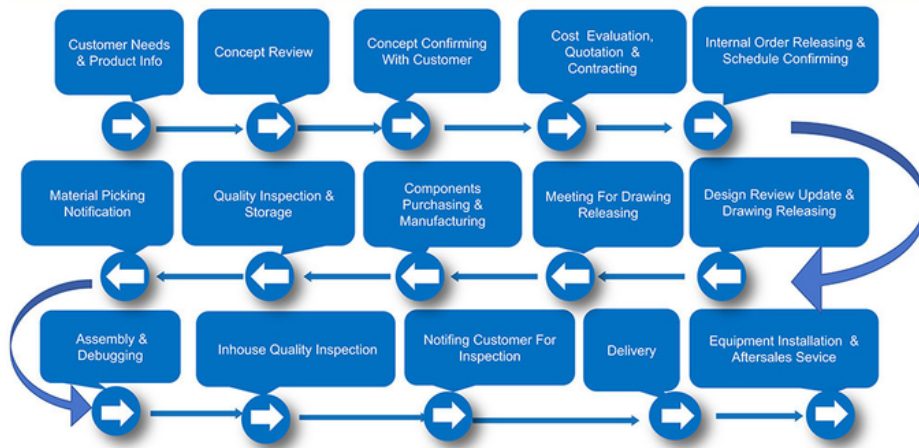 Customer Needs
& Product Info
Concept Review
Concept Confirming
With Customer
Cost Evaluation,
Quotation &
Contracting
Internal Order Releasing &
Schedule Confirming
Material Picking
Notification
Quality Inspection &
Storage
Components
Purchasing &
Manufacturing
Meeting For Drawing
Releasing
Design Review Update &
Drawing Releasing
Assembly &
Debugging
Inhouse Quality Inspection
Notifing Customer For
Inspection
Delivery
Equipment Installation &
Aftersales Sevice